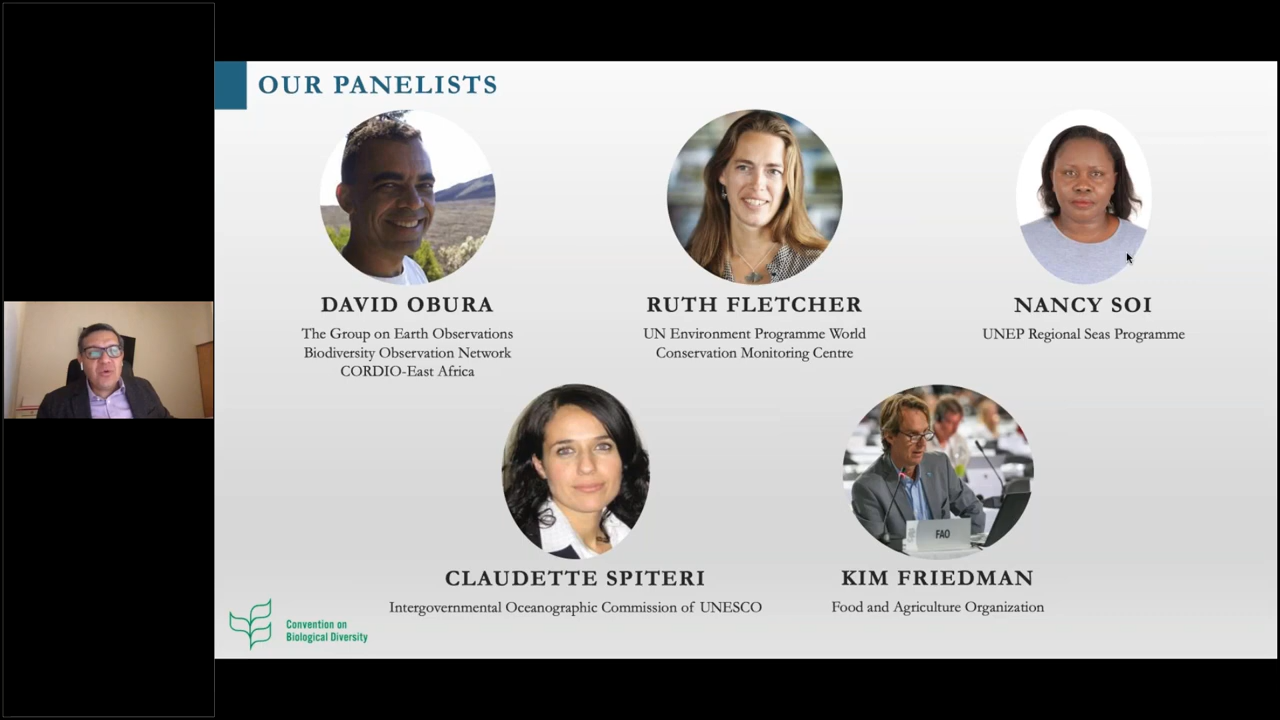 OUR PANELISTS
DAVID OBURA
The Group on Earth Observations
Biodiversity Observation Network
CORDIO-East Africa
RUTH FLETCHER
UN Environment Programme World
Conservation Monitoring Centre
NANCY SOI
UNEP Regional Seas Programme
CLAUDETTE SPITERI
Intergovernmental Oceanographic Commission of UNESCO
FAO
KIM FRIEDMAN
Food and Agriculture Organization
Convention on
Biological Diversity